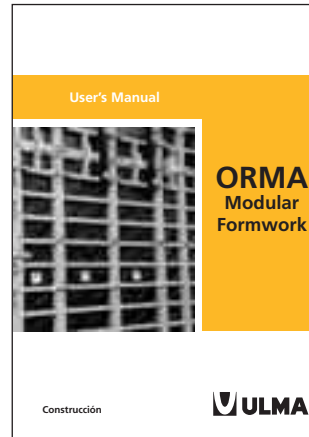 User's Manual
ORMA
Modular
Formwork
Construcción
ULMA